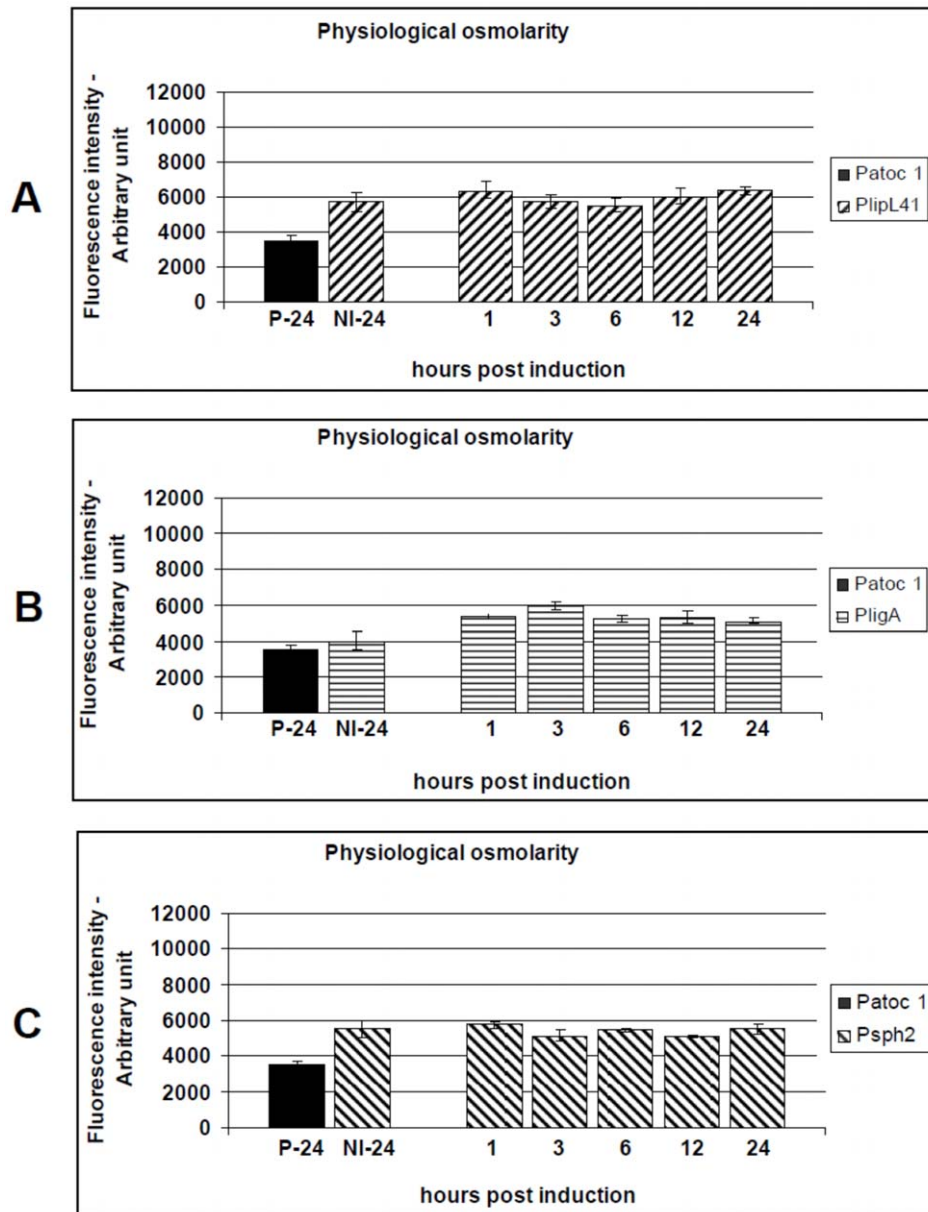 A
Physiological osmolarity
Fluorescence intensity -
Arbitrary unit
12000
10000
8000
6000
4000
2000
0
P-24 NI-24 1 3 6 12 24
hours post induction
Patoc 1
PlipL41
B
Physiological osmolarity
Fluorescence intensity -
Arbitrary unit
12000
10000
8000
6000
4000
2000
0
P-24 NI-24 1 3 6 12 24
hours post induction
Patoc 1
PligA
C
Physiological osmolarity
Fluorescence intensity -
Arbitrary unit
12000
10000
8000
6000
4000
2000
0
P-24 NI-24 1 3 6 12 24
hours post induction
Patoc 1
Psph2